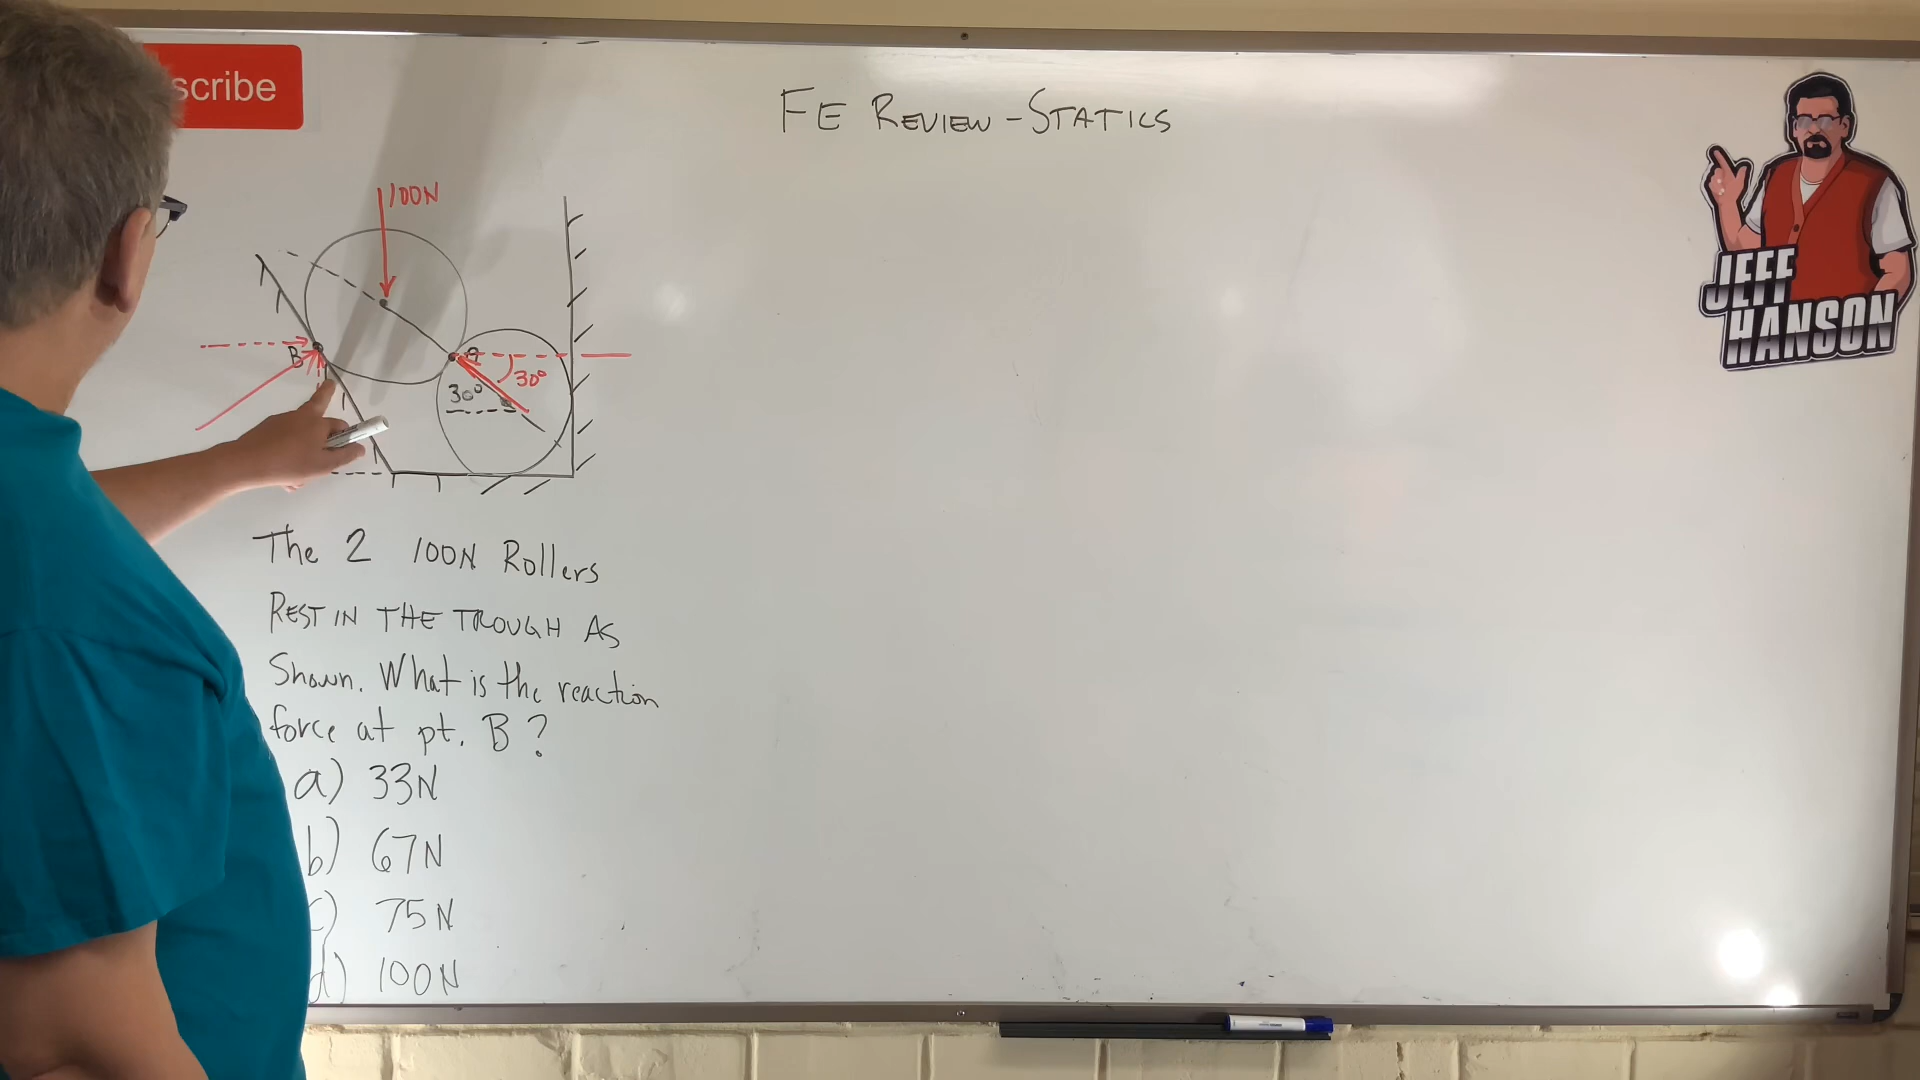 scribe
FE REVIEW - STATICS
100N
B
30°
30°
The 2 100N Rollers
REST IN THE TROUGH AS
Shown. What is the reaction
force at pt. B?
a) 33N
b) 67N
c) 75N
d) 100N
JEFF
HANSON